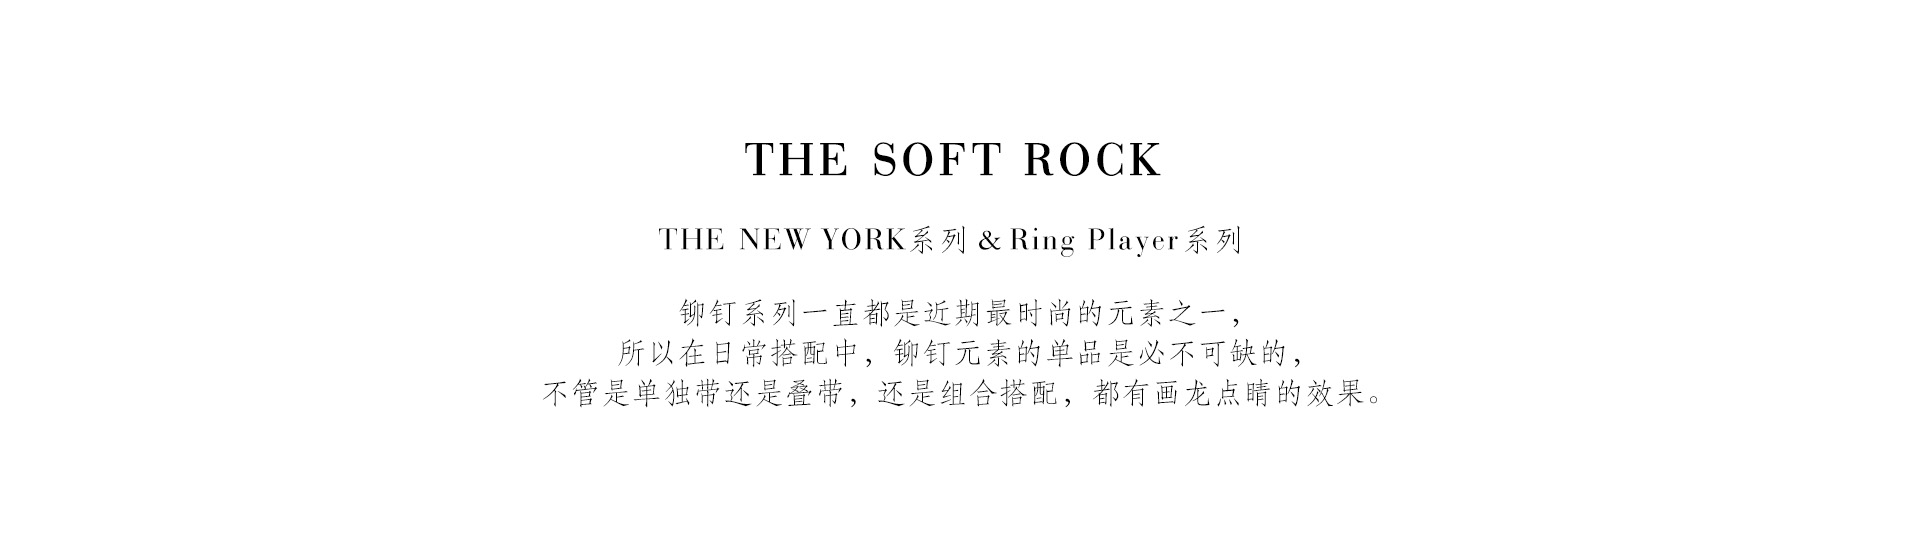 THE SOFT ROCK
THE NEW YORK系列 & Ring Player系列
铆钉系列一直都是近期最时尚的元素之一，
所以在日常搭配中，铆钉元素的单品是必不可缺的，
不管是单独带还是叠带，还是组合搭配，都有画龙点睛的效果。